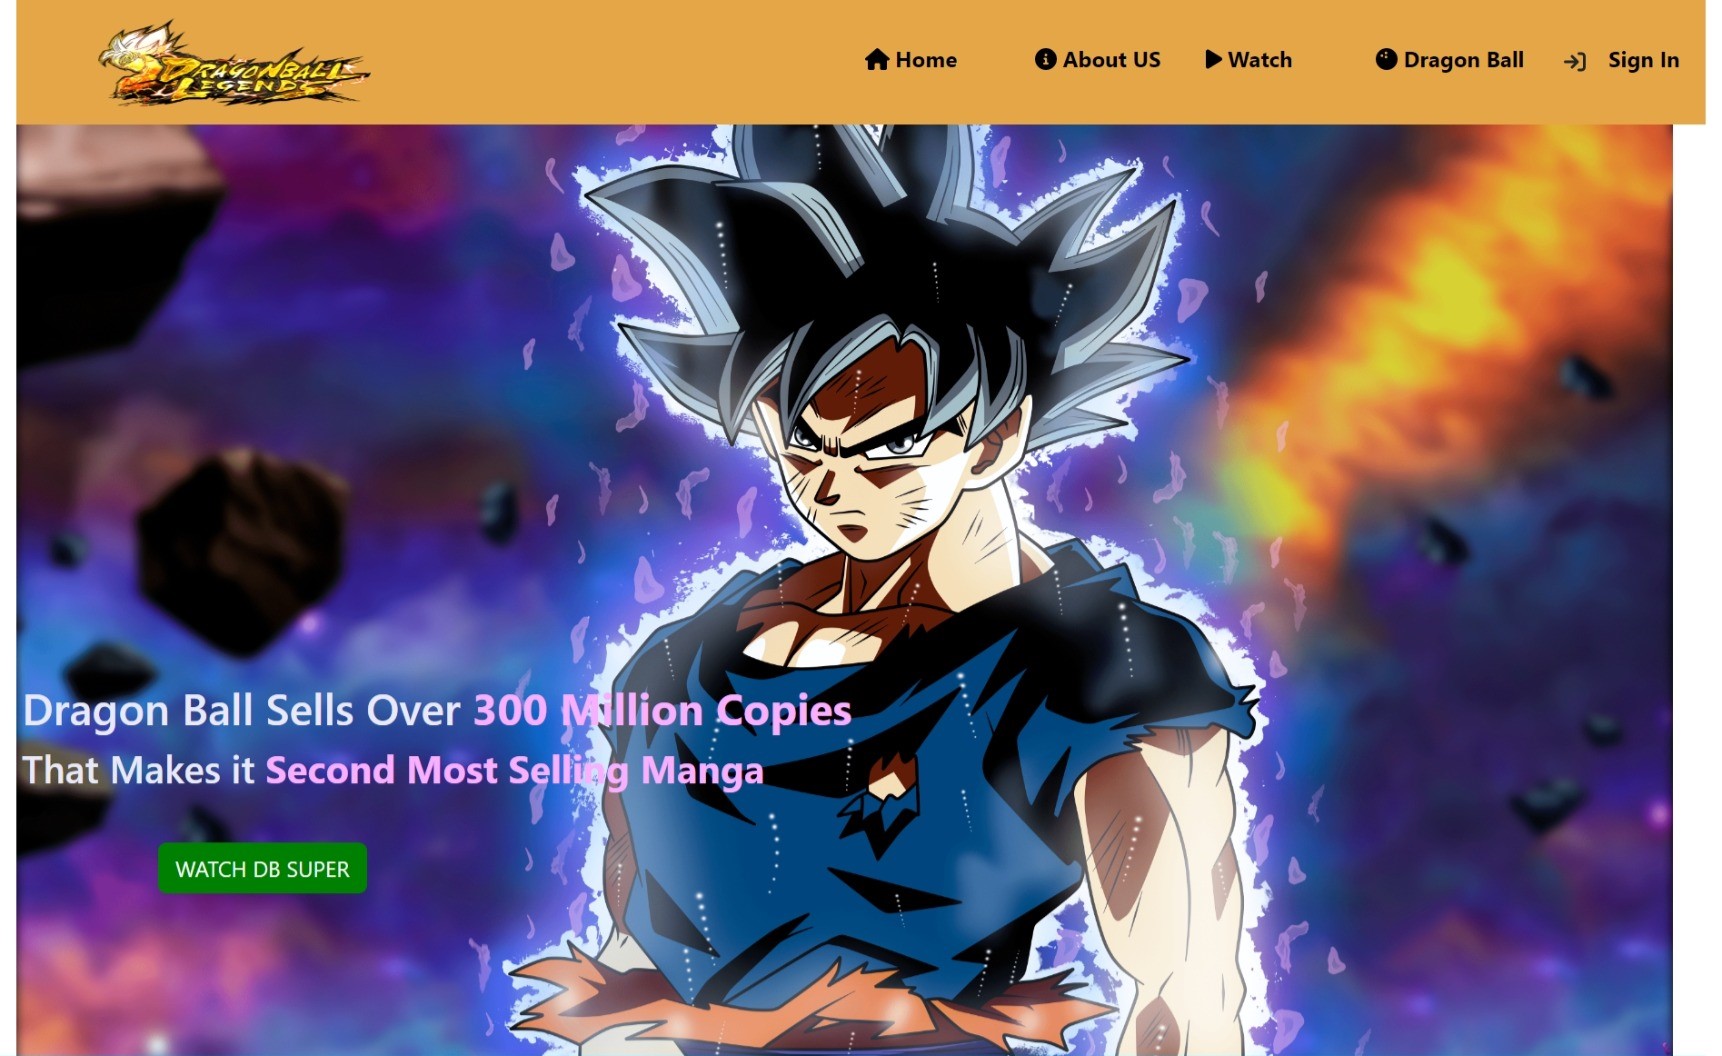 DRAGONBALL
LEGENDS
Home
About US
Watch
Dragon Ball
Sign In
Dragon Ball Sells Over 300 Million Copies
That Makes it Second Most Selling Manga
WATCH DB SUPER